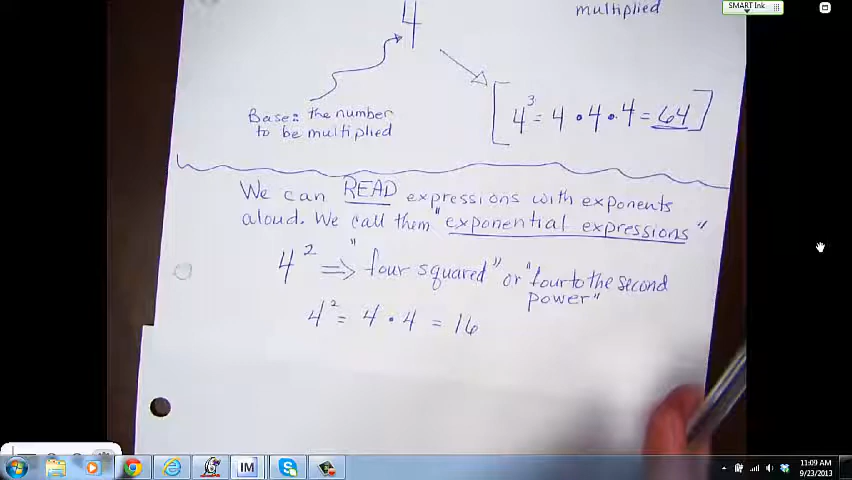 SMART Ink
multiplied
4
Base: the number
to be multiplied
[4³ = 4 • 4 • 4 = 64]
We can READ expressions with exponents
aloud. We call them "exponential expressions"
4² ⇒ "four squared" or "four to the second
power"
4² = 4 • 4 = 16
IM
11:09 AM
9/23/2013